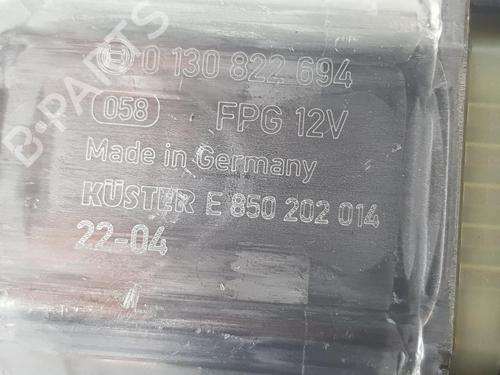 0 130 822 694
058 FPG 12V
Made in Germany
KÜSTER E 850 202 014
22-04
B-PARTS